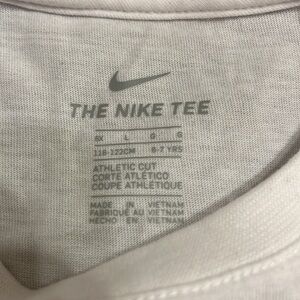 THE NIKE TEE
6X L G G
116-122CM 6-7 YRS
ATHLETIC CUT
CORTE ATLÉTICO
COUPE ATHLÉTIQUE
MADE IN VIETNAM
FABRIQUÉ AU VIETNAM
HECHO EN VIETNAM